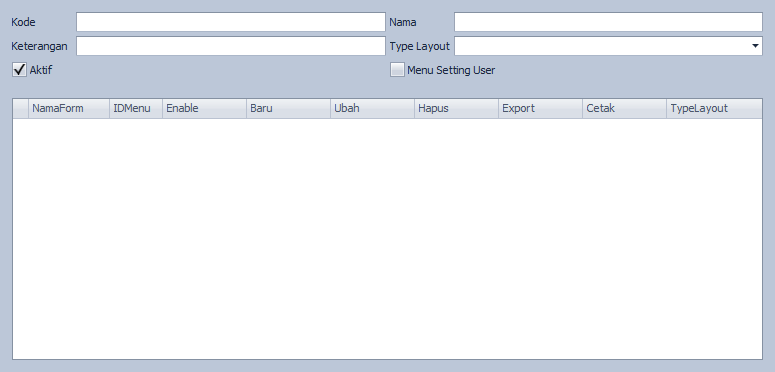 Kode Nama
Keterangan Type Layout
Aktif Menu Setting User
NamaForm IDMenu Enable Baru Ubah Hapus Export Cetak TypeLayout